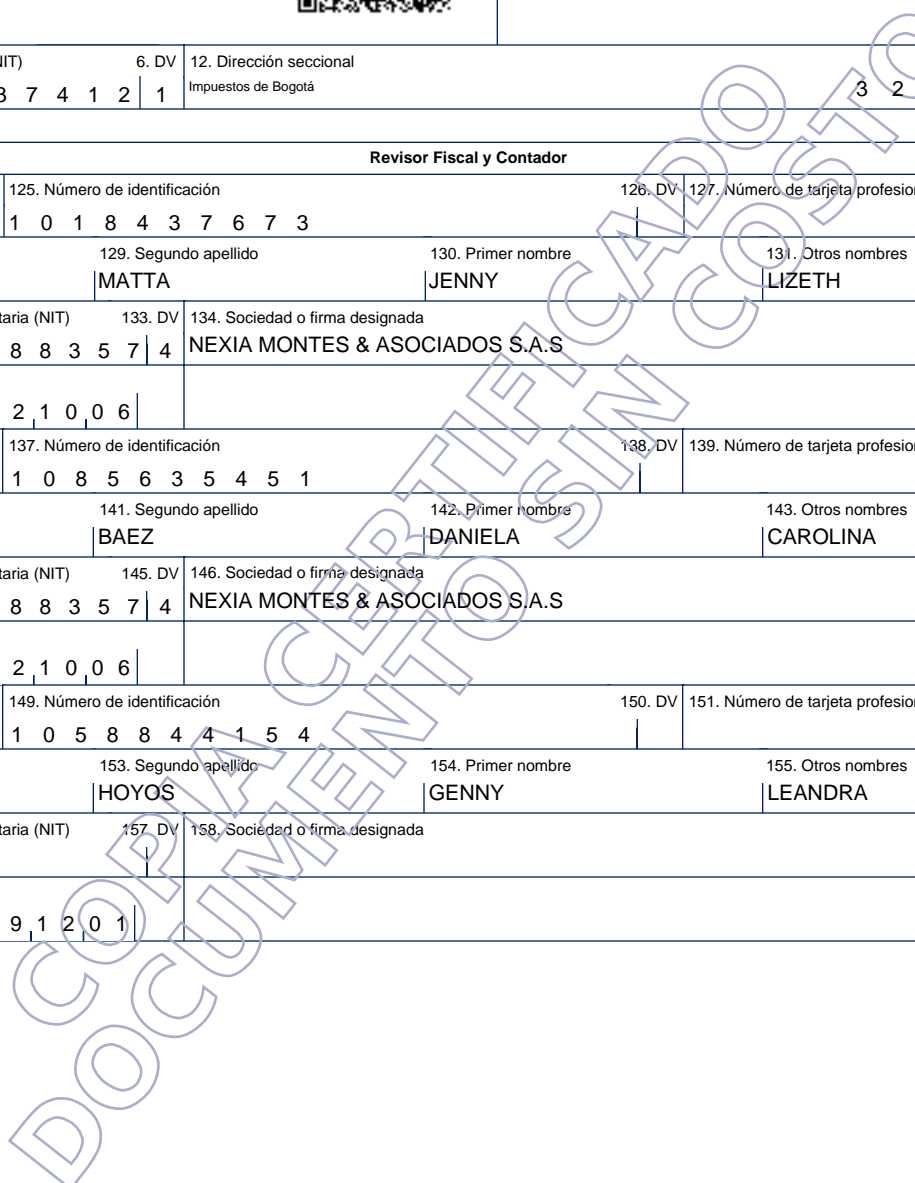 NIT) 6. DV 12. Dirección seccional
3 7 4 1 2 1 Impuestos de Bogotá 3 2
Revisor Fiscal y Contador
125. Número de identificación 126. DV 127. Número de tarjeta profesion
1 0 1 8 4 3 7 6 7 3
129. Segundo apellido 130. Primer nombre 131. Otros nombres
MATTA JENNY LIZETH
taria (NIT) 133. DV 134. Sociedad o firma designada
8 8 3 5 7 4 NEXIA MONTES & ASOCIADOS S.A.S
2 1 0 0 6
137. Número de identificación 138. DV 139. Número de tarjeta profesion
1 0 8 5 6 3 5 4 5 1
141. Segundo apellido 142. Primer nombre 143. Otros nombres
BAEZ DANIELA CAROLINA
taria (NIT) 145. DV 146. Sociedad o firma designada
8 8 3 5 7 4 NEXIA MONTES & ASOCIADOS S.A.S
2 1 0 0 6
149. Número de identificación 150. DV 151. Número de tarjeta profesion
1 0 5 8 8 4 4 1 5 4
153. Segundo apellido 154. Primer nombre 155. Otros nombres
HOYOS GENNY LEANDRA
taria (NIT) 157. DV 158. Sociedad o firma designada
9 1 2 0 1
COPIA CERTIFICADO
DOCUMENTO SIN COSTO